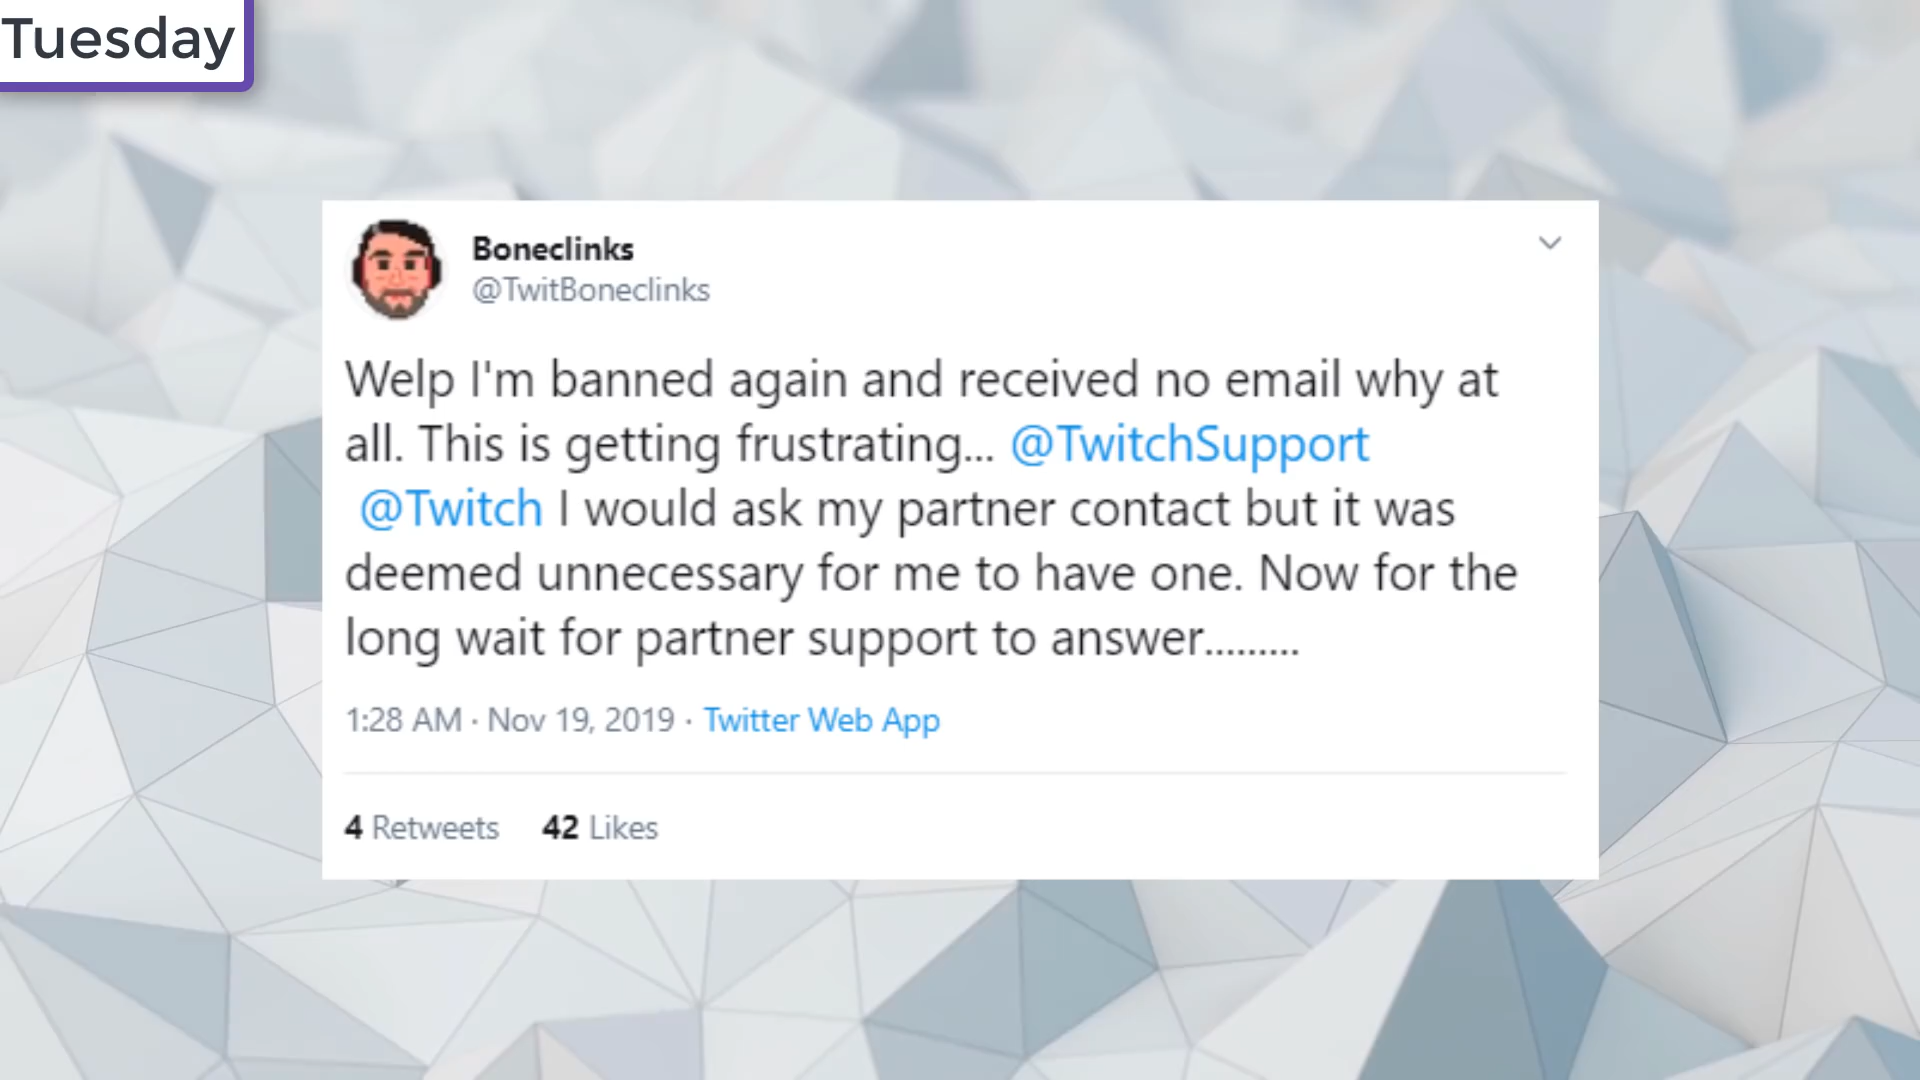 Tuesday
Boneclinks
@TwitBoneclinks
Welp I'm banned again and received no email why at
all. This is getting frustrating... @TwitchSupport
@Twitch I would ask my partner contact but it was
deemed unnecessary for me to have one. Now for the
long wait for partner support to answer.........
1:28 AM · Nov 19, 2019 · Twitter Web App
4 Retweets 42 Likes